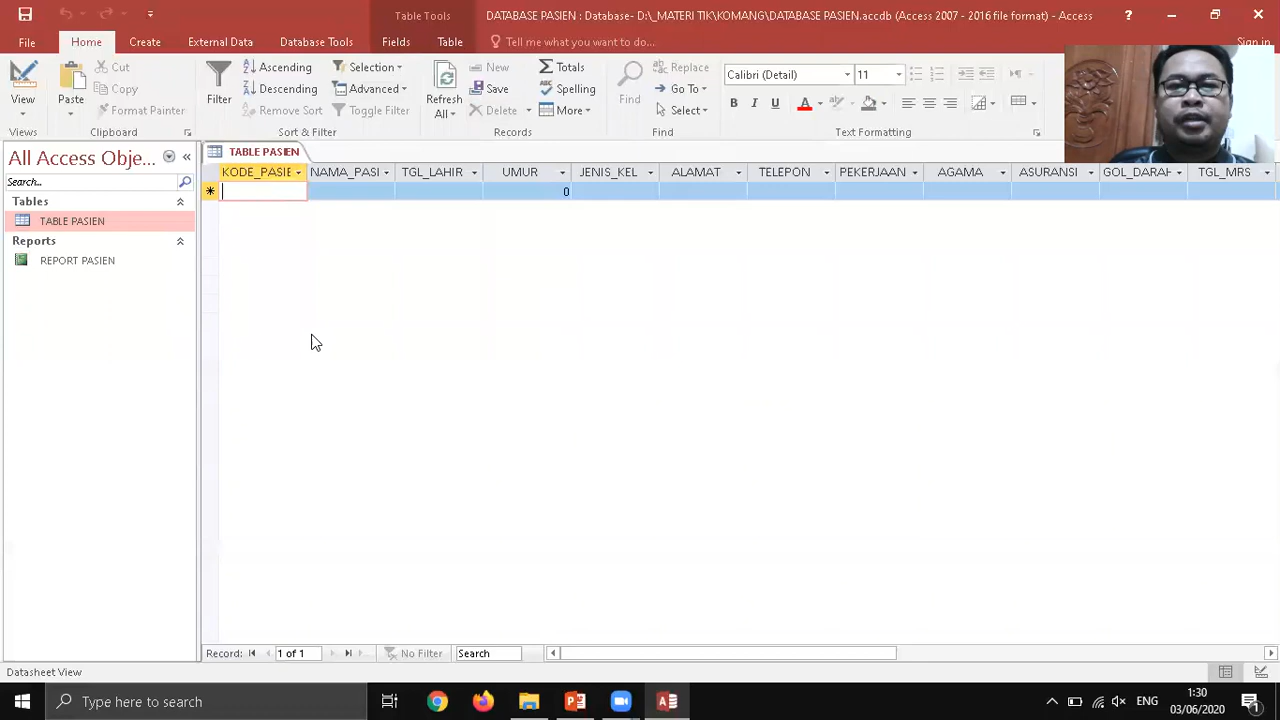 Table Tools
DATABASE PASIEN : Database- D:\_MATERI TIK\KOMANG\DATABASE PASIEN.accdb (Access 2007 - 2016 file format) - Access
?
File
Home
Create
External Data
Database Tools
Fields
Table
Tell me what you want to do...
Sign in
View
Views
Paste
Cut
Copy
Format Painter
Clipboard
Filter
Ascending
Descending
Remove Sort
Selection
Advanced
Toggle Filter
Sort & Filter
Refresh
All
New
Save
Delete
Totals
Spelling
More
Records
Find
Replace
Go To
Select
Find
Calibri (Detail)
11
B I U A
Text Formatting
All Access Obje...
Search...
Tables
TABLE PASIEN
Reports
REPORT PASIEN
TABLE PASIEN
KODE_PASIE NAMA_PASI TGL_LAHIR UMUR JENIS_KEL ALAMAT TELEPON PEKERJAAN AGAMA ASURANSI GOL_DARAH TGL_MRS
0
Record: 1 of 1 No Filter Search
Datasheet View
Type here to search
ENG
1:30
03/06/2020
1